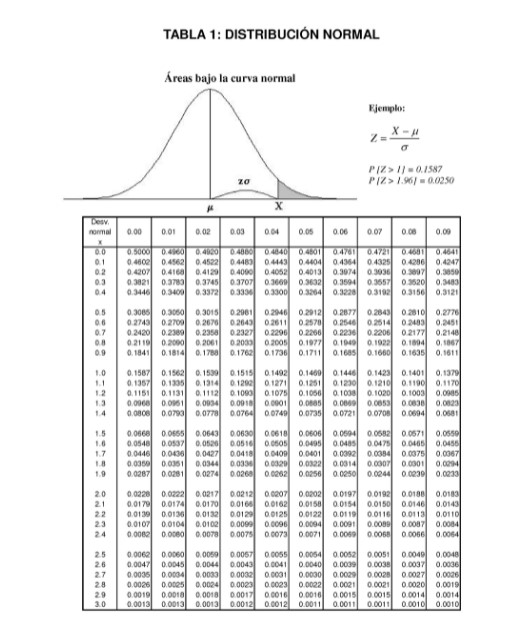 TABLA 1: DISTRIBUCIÓN NORMAL
Áreas bajo la curva normal
Ejemplo:
Z = X - μ
σ
P [Z > 1] = 0.1587
P [Z > 1.96] = 0.0250
zσ
μ X
Desv. normal x 0.00 0.01 0.02 0.03 0.04 0.05 0.06 0.07 0.08 0.09
0.0 0.5000 0.4960 0.4920 0.4880 0.4840 0.4801 0.4761 0.4721 0.4681 0.4641
0.1 0.4602 0.4562 0.4522 0.4483 0.4443 0.4404 0.4364 0.4325 0.4286 0.4247
0.2 0.4207 0.4168 0.4129 0.4090 0.4052 0.4013 0.3974 0.3936 0.3897 0.3859
0.3 0.3821 0.3783 0.3745 0.3707 0.3669 0.3632 0.3594 0.3557 0.3520 0.3483
0.4 0.3446 0.3409 0.3372 0.3336 0.3300 0.3264 0.3228 0.3192 0.3156 0.3121
0.5 0.3085 0.3050 0.3015 0.2981 0.2946 0.2912 0.2877 0.2843 0.2810 0.2776
0.6 0.2743 0.2709 0.2676 0.2643 0.2611 0.2578 0.2546 0.2514 0.2483 0.2451
0.7 0.2420 0.2389 0.2358 0.2327 0.2296 0.2266 0.2236 0.2206 0.2177 0.2148
0.8 0.2119 0.2090 0.2061 0.2033 0.2005 0.1977 0.1949 0.1922 0.1894 0.1867
0.9 0.1841 0.1814 0.1788 0.1762 0.1736 0.1711 0.1685 0.1660 0.1635 0.1611
1.0 0.1587 0.1562 0.1539 0.1515 0.1492 0.1469 0.1446 0.1423 0.1401 0.1379
1.1 0.1357 0.1335 0.1314 0.1292 0.1271 0.1251 0.1230 0.1210 0.1190 0.1170
1.2 0.1151 0.1131 0.1112 0.1093 0.1075 0.1056 0.1038 0.1020 0.1003 0.0985
1.3 0.0968 0.0951 0.0934 0.0918 0.0901 0.0885 0.0869 0.0853 0.0838 0.0823
1.4 0.0808 0.0793 0.0778 0.0764 0.0749 0.0735 0.0721 0.0708 0.0694 0.0681
1.5 0.0668 0.0655 0.0643 0.0630 0.0618 0.0606 0.0594 0.0582 0.0571 0.0559
1.6 0.0548 0.0537 0.0526 0.0516 0.0505 0.0495 0.0485 0.0475 0.0465 0.0455
1.7 0.0446 0.0436 0.0427 0.0418 0.0409 0.0401 0.0392 0.0384 0.0375 0.0367
1.8 0.0359 0.0351 0.0344 0.0336 0.0329 0.0322 0.0314 0.0307 0.0301 0.0294
1.9 0.0287 0.0281 0.0274 0.0268 0.0262 0.0256 0.0250 0.0244 0.0239 0.0233
2.0 0.0228 0.0222 0.0217 0.0212 0.0207 0.0202 0.0197 0.0192 0.0188 0.0183
2.1 0.0179 0.0174 0.0170 0.0166 0.0162 0.0158 0.0154 0.0150 0.0146 0.0143
2.2 0.0139 0.0136 0.0132 0.0129 0.0125 0.0122 0.0119 0.0116 0.0113 0.0110
2.3 0.0107 0.0104 0.0102 0.0099 0.0096 0.0094 0.0091 0.0089 0.0087 0.0084
2.4 0.0082 0.0080 0.0078 0.0075 0.0073 0.0071 0.0069 0.0068 0.0066 0.0064
2.5 0.0062 0.0060 0.0059 0.0057 0.0055 0.0054 0.0052 0.0051 0.0049 0.0048
2.6 0.0047 0.0045 0.0044 0.0043 0.0041 0.0040 0.0039 0.0038 0.0037 0.0036
2.7 0.0035 0.0034 0.0033 0.0032 0.0031 0.0030 0.0029 0.0028 0.0027 0.0026
2.8 0.0026 0.0025 0.0024 0.0023 0.0023 0.0022 0.0021 0.0021 0.0020 0.0019
2.9 0.0019 0.0018 0.0018 0.0017 0.0016 0.0016 0.0015 0.0015 0.0014 0.0014
3.0 0.0013 0.0013 0.0013 0.0012 0.0012 0.0011 0.0011 0.0011 0.0010 0.0010